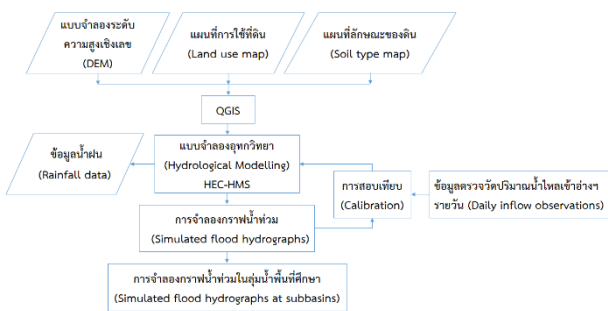 แบบจำลองระดับ
ความสูงเชิงเลข
(DEM)
แผนที่การใช้ที่ดิน
(Land use map)
แผนที่ลักษณะของดิน
(Soil type map)
QGIS
ข้อมูลน้ำฝน
(Rainfall data)
แบบจำลองอุทกวิทยา
(Hydrological Modelling)
HEC-HMS
การสอบเทียบ
(Calibration)
ข้อมูลตรวจวัดปริมาณน้ำไหลเข้าอ่างฯ
รายวัน (Daily inflow observations)
การจำลองกราฟน้ำท่วม
(Simulated flood hydrographs)
การจำลองกราฟน้ำท่วมในลุ่มน้ำพื้นที่ศึกษา
(Simulated flood hydrographs at subbasins)